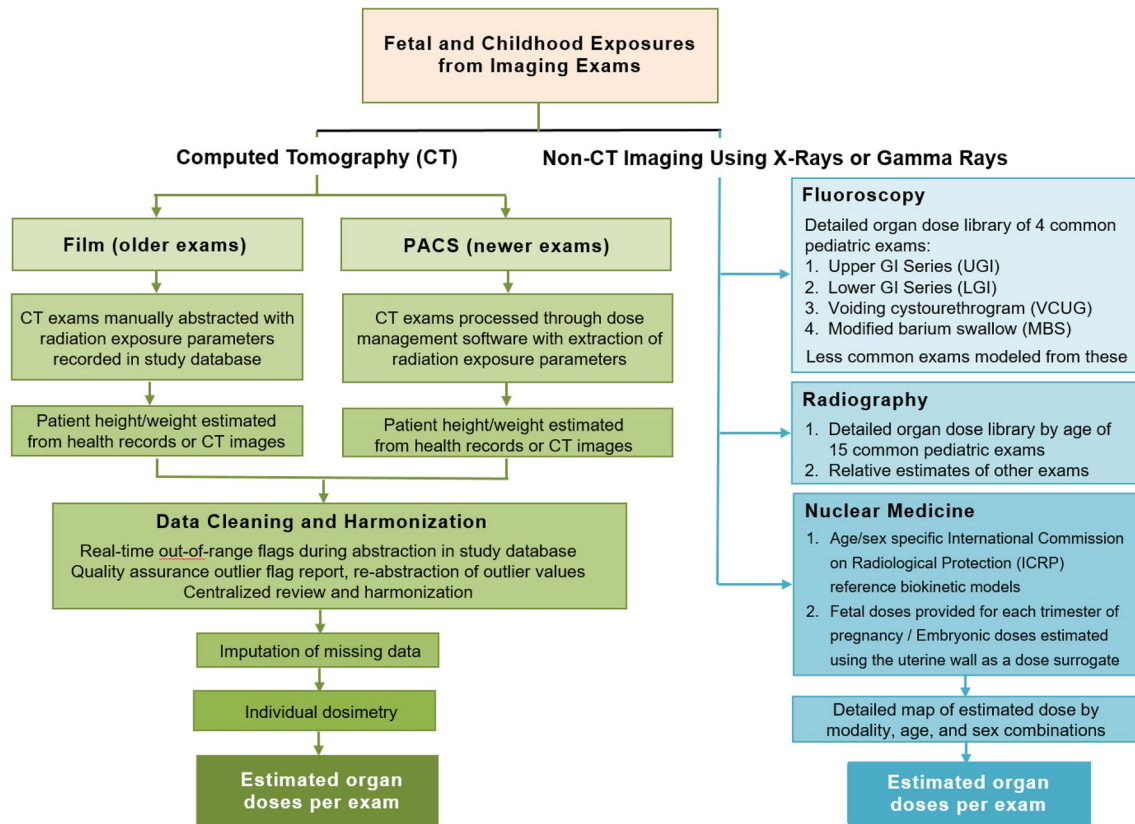 Fetal and Childhood Exposures
from Imaging Exams
Computed Tomography (CT)
Non-CT Imaging Using X-Rays or Gamma Rays
Film (older exams)
CT exams manually abstracted with
radiation exposure parameters
recorded in study database
Patient height/weight estimated
from health records or CT images
PACS (newer exams)
CT exams processed through dose
management software with extraction of
radiation exposure parameters
Patient height/weight estimated
from health records or CT images
Data Cleaning and Harmonization
Real-time out-of-range flags during abstraction in study database
Quality assurance outlier flag report, re-abstraction of outlier values
Centralized review and harmonization
Imputation of missing data
Individual dosimetry
Estimated organ
doses per exam
Fluoroscopy
Detailed organ dose library of 4 common
pediatric exams:
1. Upper GI Series (UGI)
2. Lower GI Series (LGI)
3. Voiding cystourethrogram (VCUG)
4. Modified barium swallow (MBS)
Less common exams modeled from these
Radiography
1. Detailed organ dose library by age of
15 common pediatric exams
2. Relative estimates of other exams
Nuclear Medicine
1. Age/sex specific International Commission
on Radiological Protection (ICRP)
reference biokinetic models
2. Fetal doses provided for each trimester of
pregnancy / Embryonic doses estimated
using the uterine wall as a dose surrogate
Detailed map of estimated dose by
modality, age, and sex combinations
Estimated organ
doses per exam